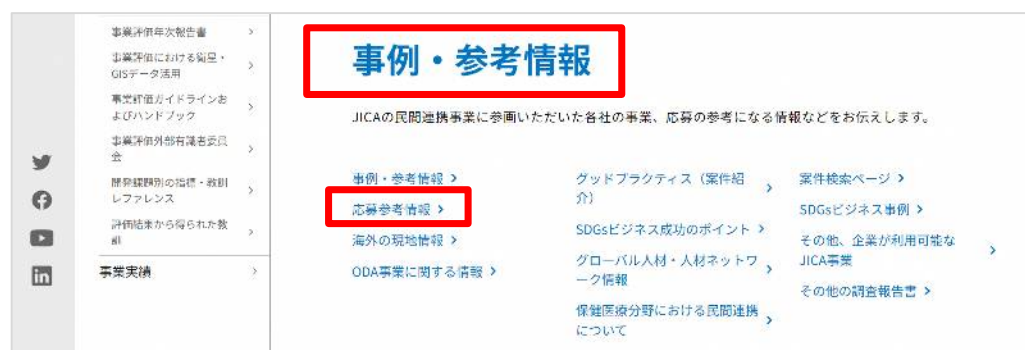 事業評価年次報告書
事業評価における衛星・
GISデータ活用
事業評価ガイドラインお
よびハンドブック
事業評価外部有識者委員
会
開発課題別の指標・教訓
レファレンス
評価結果から得られた教
訓
事業実績
事例・参考情報
JICAの民間連携事業に参画いただいた各社の事業、応募の参考になる情報などをお伝えします。
事例・参考情報
応募参考情報
海外の現地情報
ODA事業に関する情報
グッドプラクティス（案件紹
介）
SDGsビジネス成功のポイント
グローバル人材・人材ネットワ
ーク情報
保健医療分野における民間連携
について
案件検索ページ
SDGsビジネス事例
その他、企業が利用可能な
JICA事業
その他の調査報告書